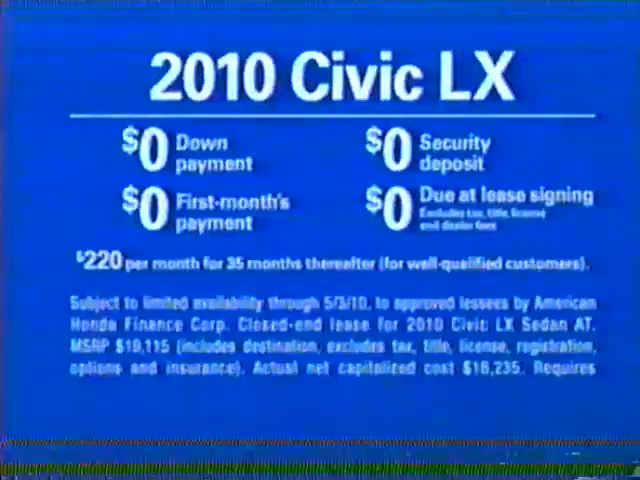 2010 Civic LX
$0 Down payment
$0 Security deposit
$0 First-month's payment
$0 Due at lease signing
Excludes tax, title, license
and dealer fees
$220 per month for 35 months thereafter (for well-qualified customers).
Subject to limited availability through 5/3/10, to approved lessees by American
Honda Finance Corp. Closed-end lease for 2010 Civic LX Sedan AT.
MSRP $19,115 (includes destination, excludes tax, title, license, registration,
options and insurance). Actual net capitalized cost $18,235. Requires